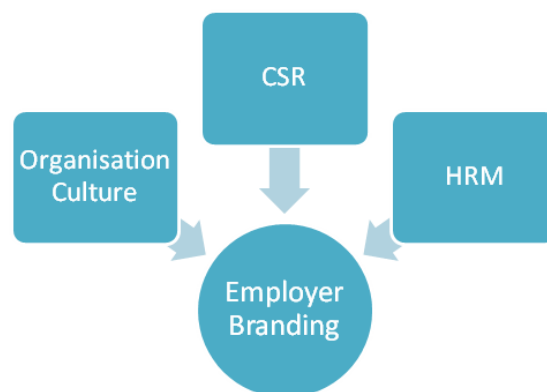 CSR
Organisation
Culture
HRM
Employer
Branding